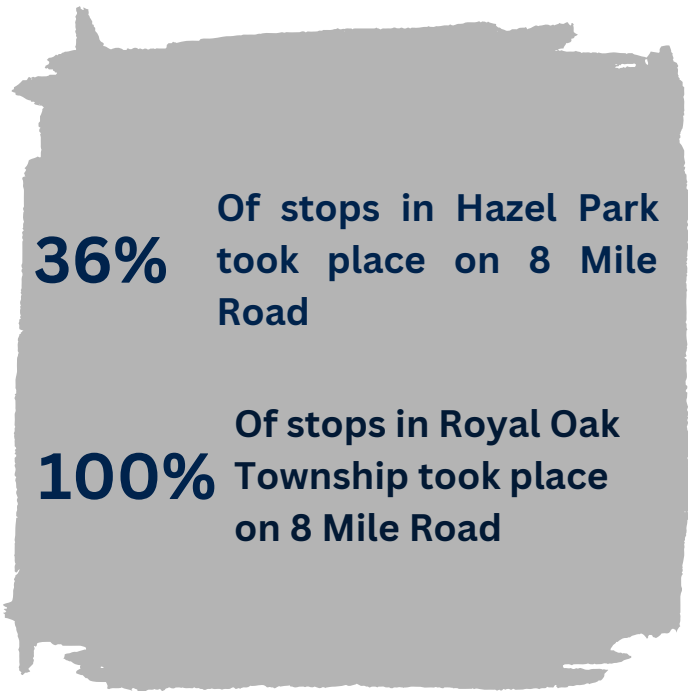 36%
Of stops in Hazel Park
took place on 8 Mile
Road
100%
Of stops in Royal Oak
Township took place
on 8 Mile Road